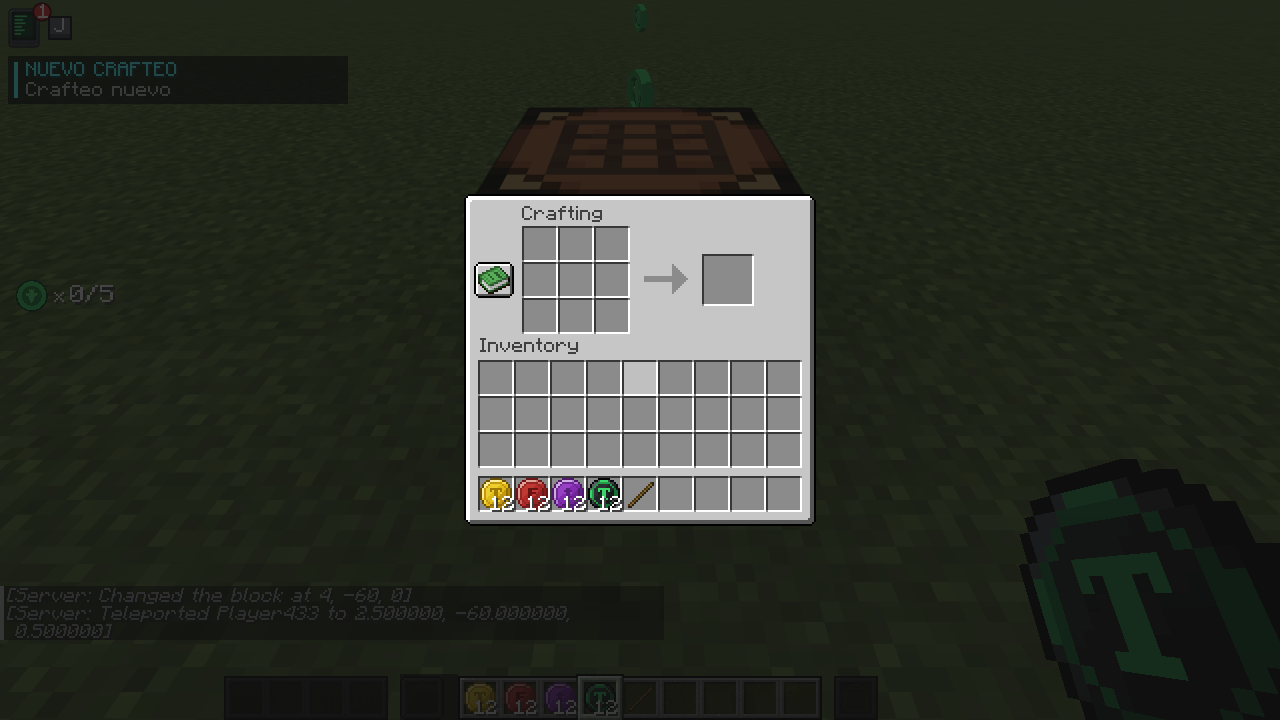 1
J
NUEVO CRAFTEO
Crafteo nuevo
Crafting
x0/5
Inventory
12 12 12 12
[Server: Changed the block at 4, -60, 0]
[Server: Teleported Player433 to 2.500000, -60.000000,
0.500000]
T
12 12 12 12